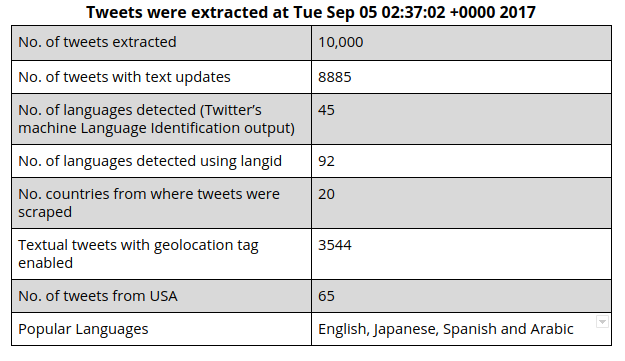 Tweets were extracted at Tue Sep 05 02:37:02 +0000 2017
No. of tweets extracted 10,000
No. of tweets with text updates 8885
No. of languages detected (Twitter's 45
machine Language Identification output)
No. of languages detected using langid 92
No. countries from where tweets were 20
scraped
Textual tweets with geolocation tag 3544
enabled
No. of tweets from USA 65
Popular Languages English, Japanese, Spanish and Arabic